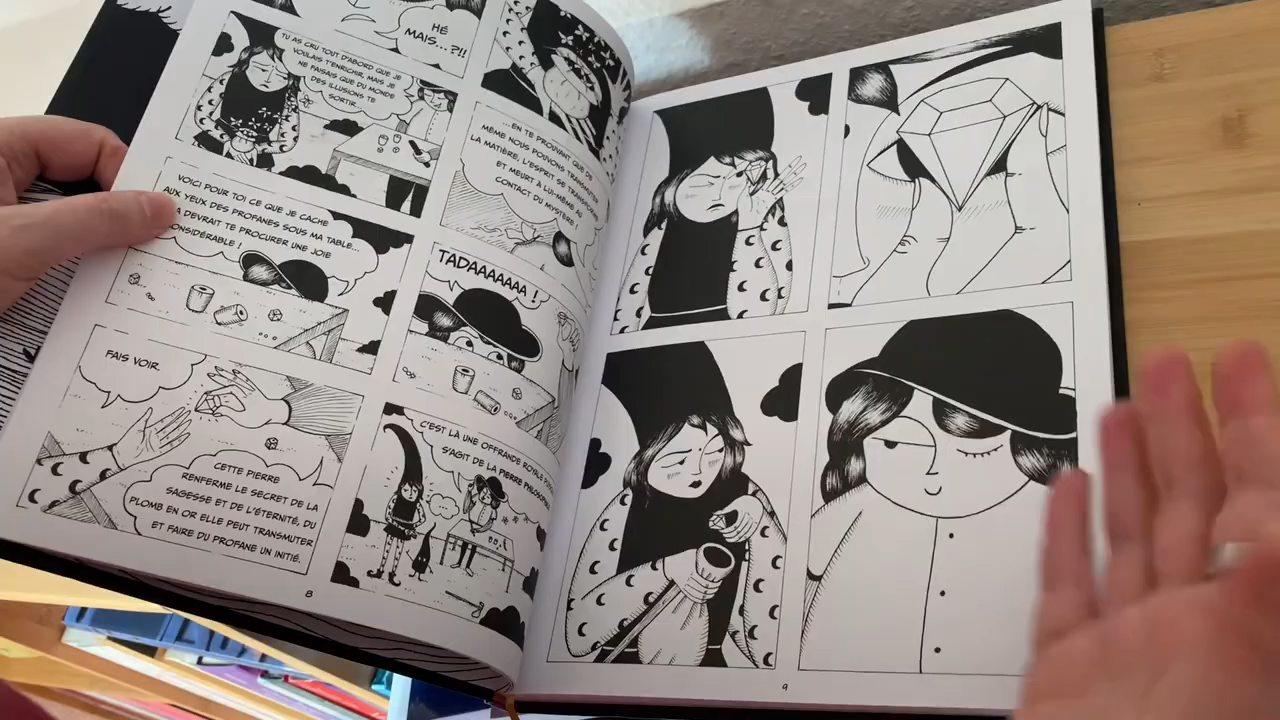 HÉ
MAIS...?!!
TU AS CRU TOUT D'ABORD QUE JE
VOULAIS T'ENRICHIR, MAIS JE
NE FAISAIS QUE DU MONDE
DES ILLUSIONS TE
SORTIR...
...EN TE PROUVANT QUE DE
MÊME NOUS POUVONS TRANSMUTER
LA MATIÈRE, L'ESPRIT SE
ET MEURT À LUI-MÊME AU
CONTACT DU MYSTÈRE
VOICI POUR TOI CE QUE JE CACHE
AUX YEUX DES PROFANES SOUS MA TABLE...
DEVRAIT TE PROCURER UNE JOIE
CONSIDÉRABLE !
TADAAAAAAA !
FAIS VOIR.
CETTE PIERRE
RENFERME LE SECRET DE LA
SAGESSE ET DE L'ÉTERNITÉ, DU
PLOMB EN OR ELLE PEUT TRANSMUTER
ET FAIRE DU PROFANE UN INITIÉ.
C'EST LÀ UNE OFFRANDE ROYALE
S'AGIT DE LA PIERRE
8
9